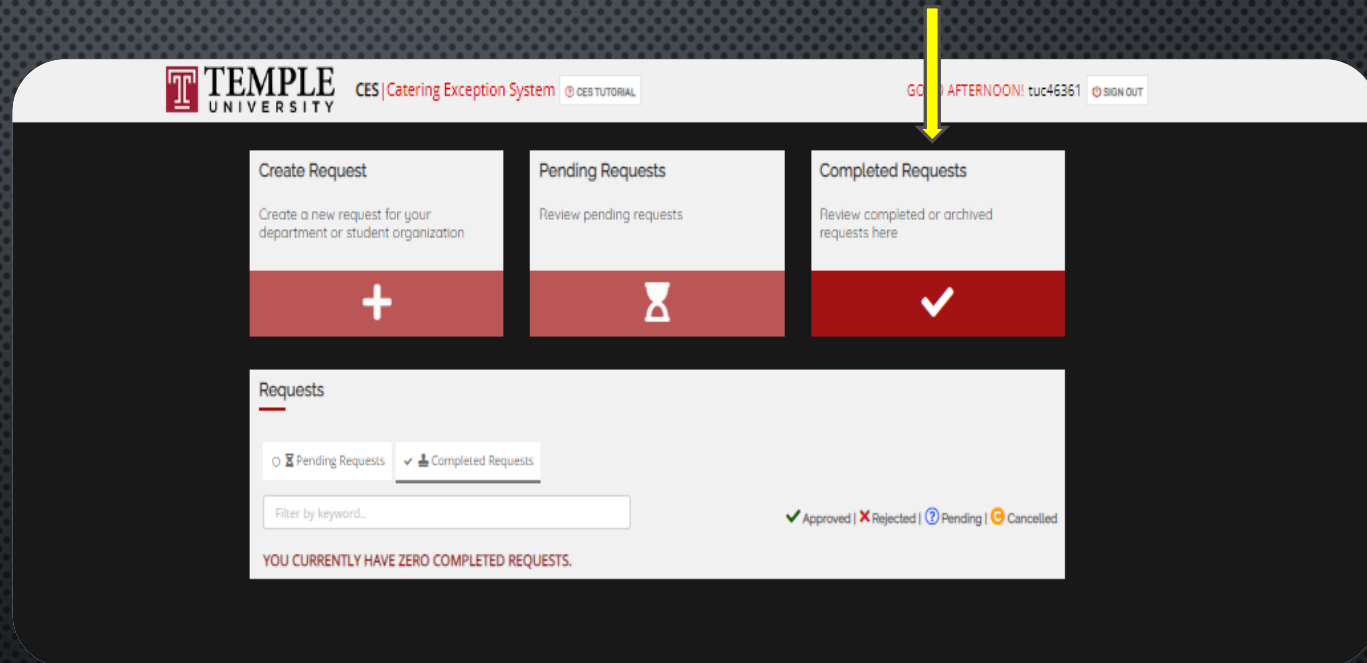 TEMPLE
UNIVERSITY
CES|Catering Exception System
CES TUTORIAL
GO D AFTERNOON! tuc46361
SIGN OUT
Create Request
Create a new request for your
department or student organization
Pending Requests
Review pending requests
Completed Requests
Review completed or archived
requests here
Requests
Pending Requests
Completed Requests
Filter by keyword..
Approved | Rejected | Pending | Cancelled
YOU CURRENTLY HAVE ZERO COMPLETED REQUESTS.